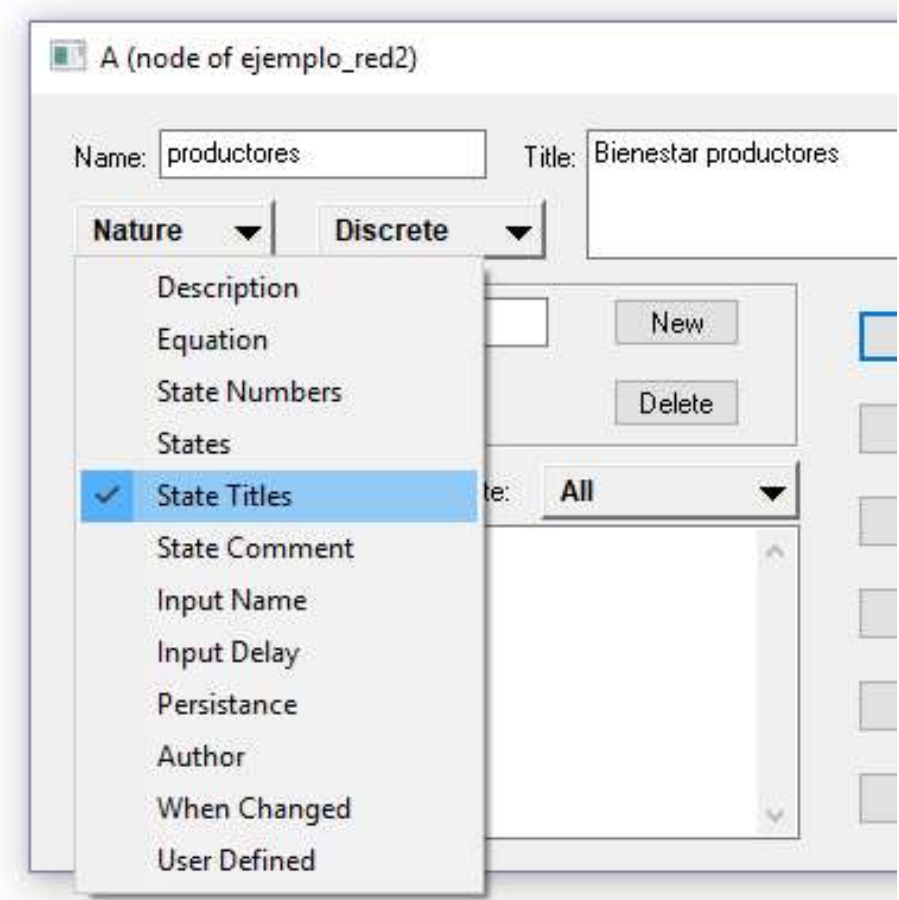 A (node of ejemplo_red2)
Name: productores Title: Bienestar productores
Nature Discrete
Description
New
Equation
State Numbers
Delete
States
State Titles
te: All
State Comment
Input Name
Input Delay
Persistance
Author
When Changed
User Defined